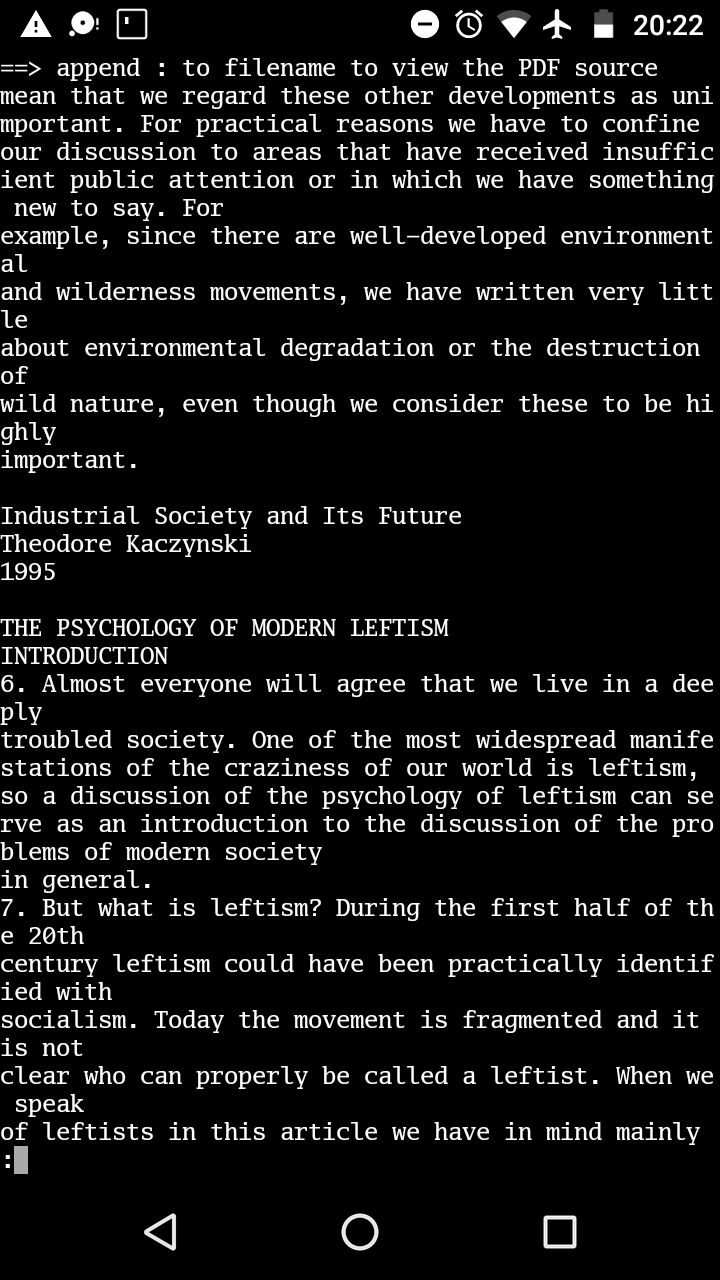 20:22
==> append : to filename to view the PDF source
mean that we regard these other developments as uni
mportant. For practical reasons we have to confine
our discussion to areas that have received insuffic
ient public attention or in which we have something
 new to say. For
example, since there are well-developed environment
al
and wilderness movements, we have written very litt
le
about environmental degradation or the destruction
of
wild nature, even though we consider these to be hi
ghly
important.

Industrial Society and Its Future
Theodore Kaczynski
1995

THE PSYCHOLOGY OF MODERN LEFTISM
INTRODUCTION
6. Almost everyone will agree that we live in a dee
ply
troubled society. One of the most widespread manife
stations of the craziness of our world is leftism,
so a discussion of the psychology of leftism can se
rve as an introduction to the discussion of the pro
blems of modern society
in general.
7. But what is leftism? During the first half of th
e 20th
century leftism could have been practically identif
ied with
socialism. Today the movement is fragmented and it
is not
clear who can properly be called a leftist. When we
 speak
of leftists in this article we have in mind mainly
: